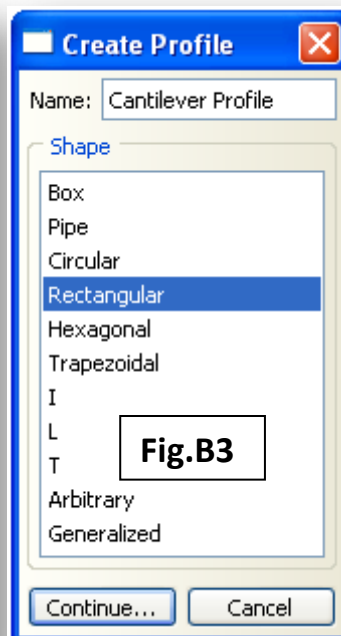 Create Profile
Name: Cantilever Profile
Shape
Box
Pipe
Circular
Rectangular
Hexagonal
Trapezoidal
I
L
T
Fig.B3
Arbitrary
Generalized
Continue... Cancel